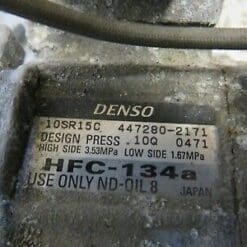 DENSO
10SR15C 447280-2171
DESIGN PRESS .10Q 0471
HIGH SIDE 3.53MPa LOW SIDE 1.67MPa
HFC-134a
USE ONLY ND-OIL 8 JAPAN